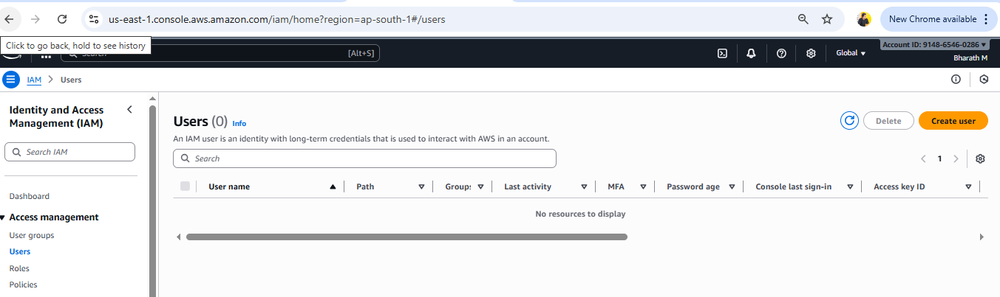 us-east-1.console.aws.amazon.com/iam/home?region=ap-south-1#/users
New Chrome available
Click to go back, hold to see history
Search
[Alt+S]
Global
Account ID: 9148-6546-0286
Bharath M
IAM > Users
Identity and Access Management (IAM)
Search IAM
Dashboard
Access management
User groups
Users
Roles
Policies
Users (0) Info
Delete
Create user
An IAM user is an identity with long-term credentials that is used to interact with AWS in an account.
Search
1
User name
Path
Groups
Last activity
MFA
Password age
Console last sign-in
Access key ID
No resources to display